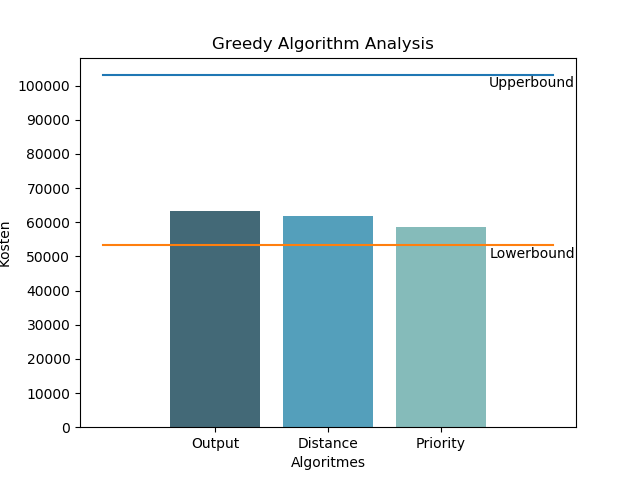 Greedy Algorithm Analysis
100000
90000
80000
70000
60000
50000
40000
30000
20000
10000
0
Kosten
Upperbound
Lowerbound
Output Distance Priority
Algoritmes